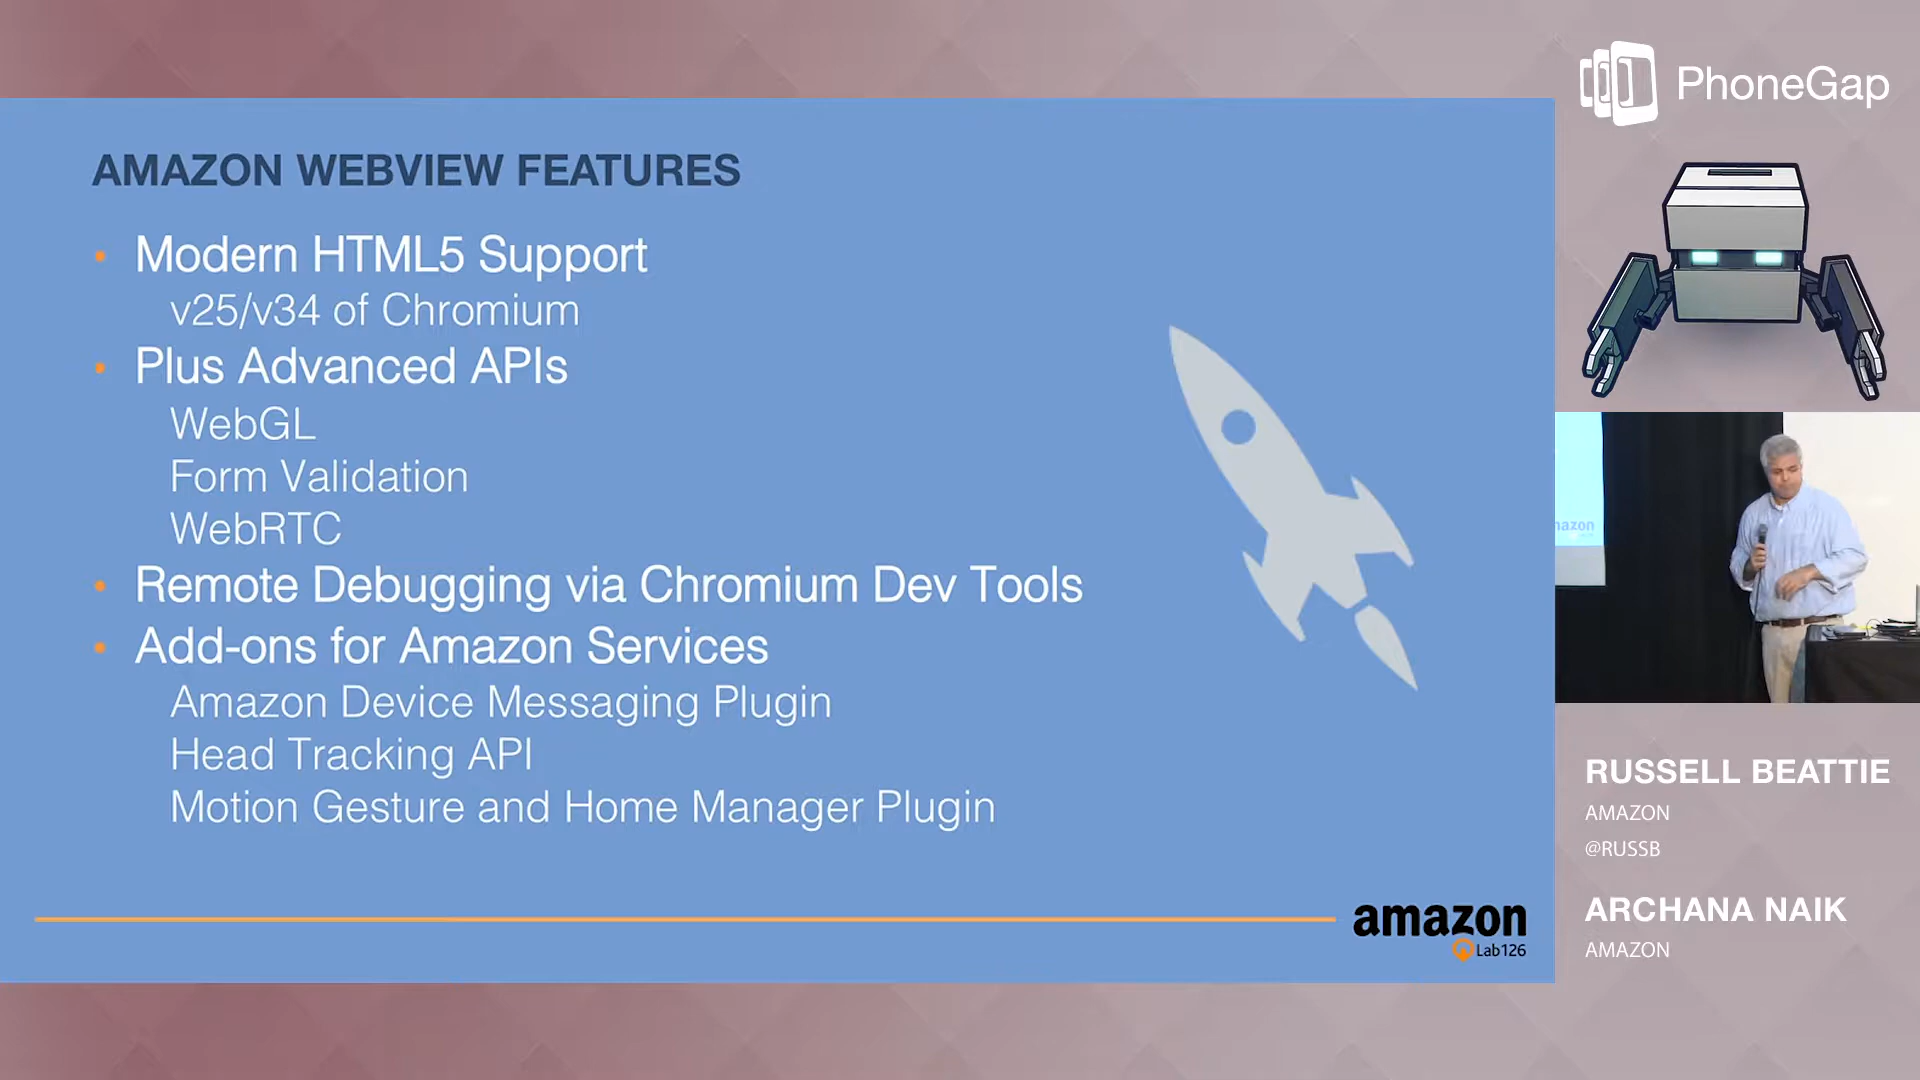 PhoneGap
AMAZON WEBVIEW FEATURES
• Modern HTML5 Support
v25/v34 of Chromium
• Plus Advanced APIs
WebGL
Form Validation
WebRTC
• Remote Debugging via Chromium Dev Tools
• Add-ons for Amazon Services
Amazon Device Messaging Plugin
Head Tracking API
Motion Gesture and Home Manager Plugin
amazon
Lab126
RUSSELL BEATTIE
AMAZON
@RUSSB
ARCHANA NAIK
AMAZON